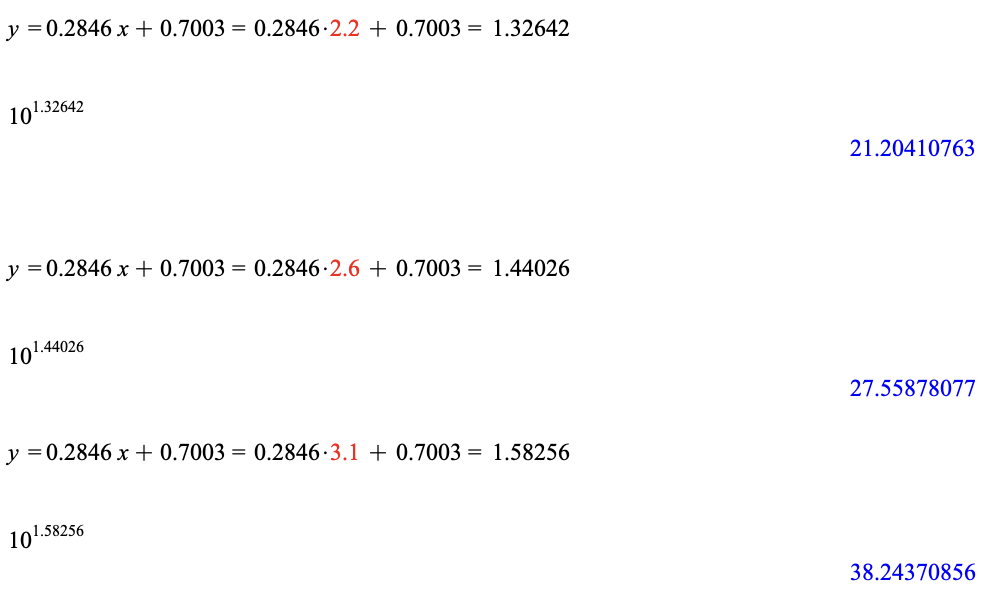 y = 0.2846 x + 0.7003 = 0.2846·2.2 + 0.7003 = 1.32642
10^1.32642
21.20410763
y = 0.2846 x + 0.7003 = 0.2846·2.6 + 0.7003 = 1.44026
10^1.44026
27.55878077
y = 0.2846 x + 0.7003 = 0.2846·3.1 + 0.7003 = 1.58256
10^1.58256
38.24370856